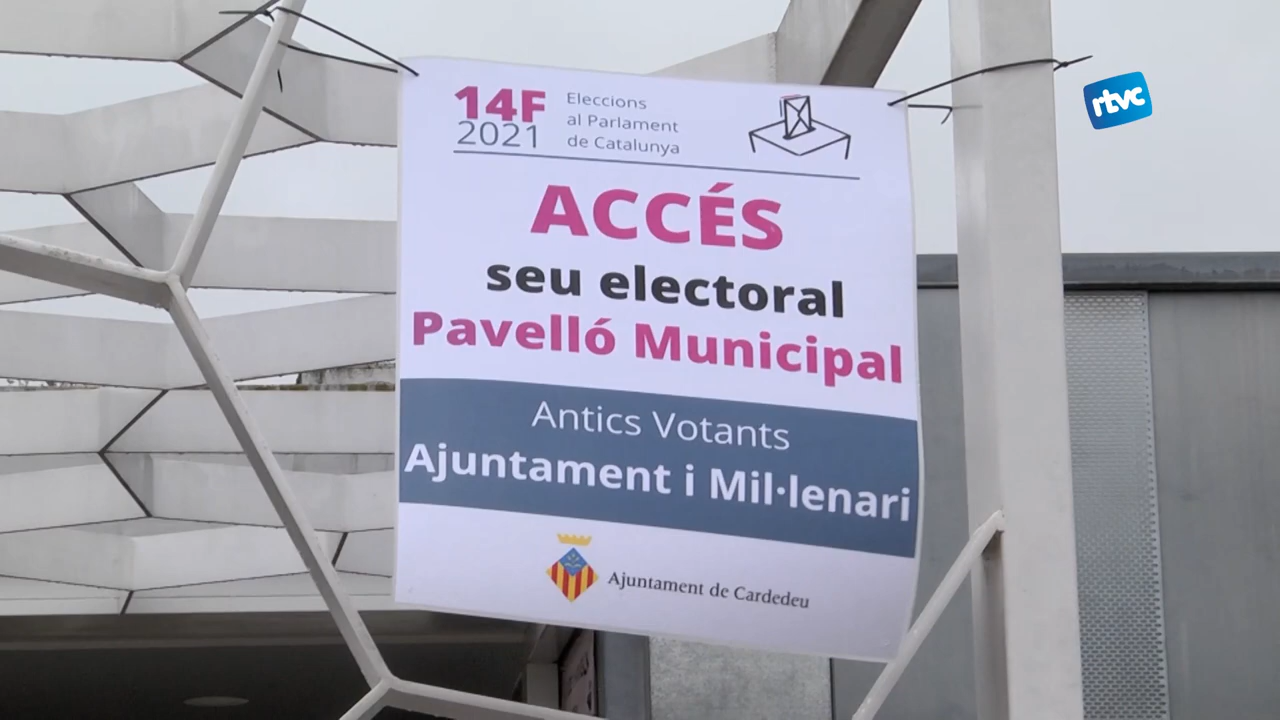 rtvc
14F
2021
Eleccions
al Parlament
de Catalunya
ACCÉS
seu electoral
Pavelló Municipal
Antics Votants
Ajuntament i Mil·lenari
Ajuntament de Cardedeu